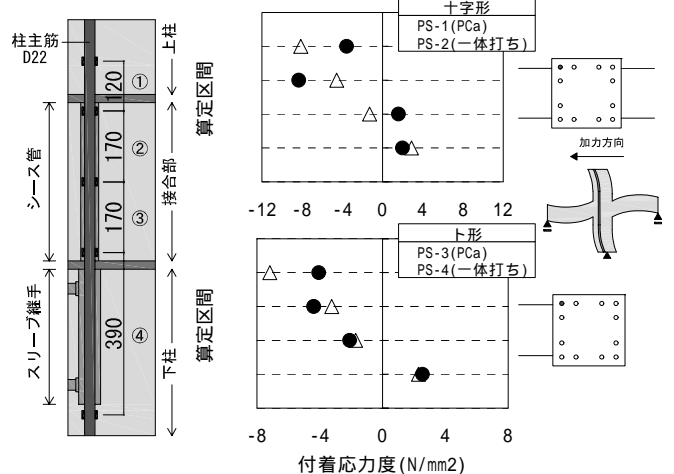 柱主筋
D22
上柱
120
①
170
②
170
③
390
④
シース管
接合部
スリーブ継手
下柱
十字形
PS-1(PCa)
PS-2(一体打ち)
算定区間
-12 -8 -4 0 4 8 12
加力方向
ト形
PS-3(PCa)
PS-4(一体打ち)
算定区間
-8 -4 0 4 8
付着応力度(N/mm2)